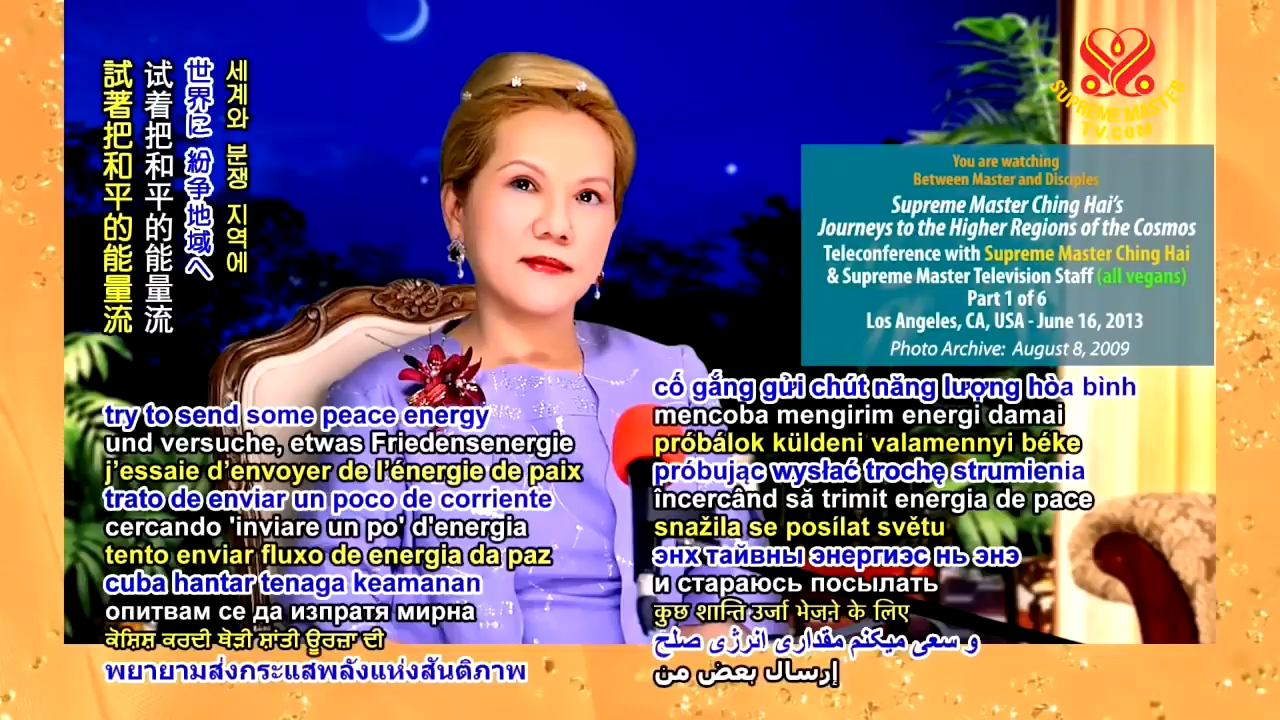 試著把和平的能量流
试着把和平的能量流
世界に 紛争地域へ
세계와 분쟁 지역에
SUPREME MASTER
TV.COM
You are watching
Between Master and Disciples
Supreme Master Ching Hai's
Journeys to the Higher Regions of the Cosmos
Teleconference with Supreme Master Ching Hai
& Supreme Master Television Staff (all vegans)
Part 1 of 6
Los Angeles, CA, USA - June 16, 2013
Photo Archive: August 8, 2009
try to send some peace energy
und versuche, etwas Friedensenergie
j'essaie d'envoyer de l'énergie de paix
trato de enviar un poco de corriente
cercando 'inviare un po' d'energia
tento enviar fluxo de energia da paz
cuba hantar tenaga keamanan
опитвам се да изпратя мирна
ਕੋਸ਼ਿਸ਼ ਕਰਦੀ ਥੋੜੀ ਸ਼ਾਂਤੀ ਊਰਜ਼ਾ ਦੀ
พยายามส่งกระแสพลังแห่งสันติภาพ
cố gắng gửi chút năng lượng hòa bình
mencoba mengirim energi damai
próbálok küldeni valamennyi béke
próbując wysłać trochę strumienia
încercând să trimit energia de pace
snažila se posílat světu
энх тайвны энергиэс нь энэ
и стараюсь посылать
कुछ शान्ति उर्जा भेजने के लिए
و سعی میکنم مقداری انرژی صلح
إرسال بعض من